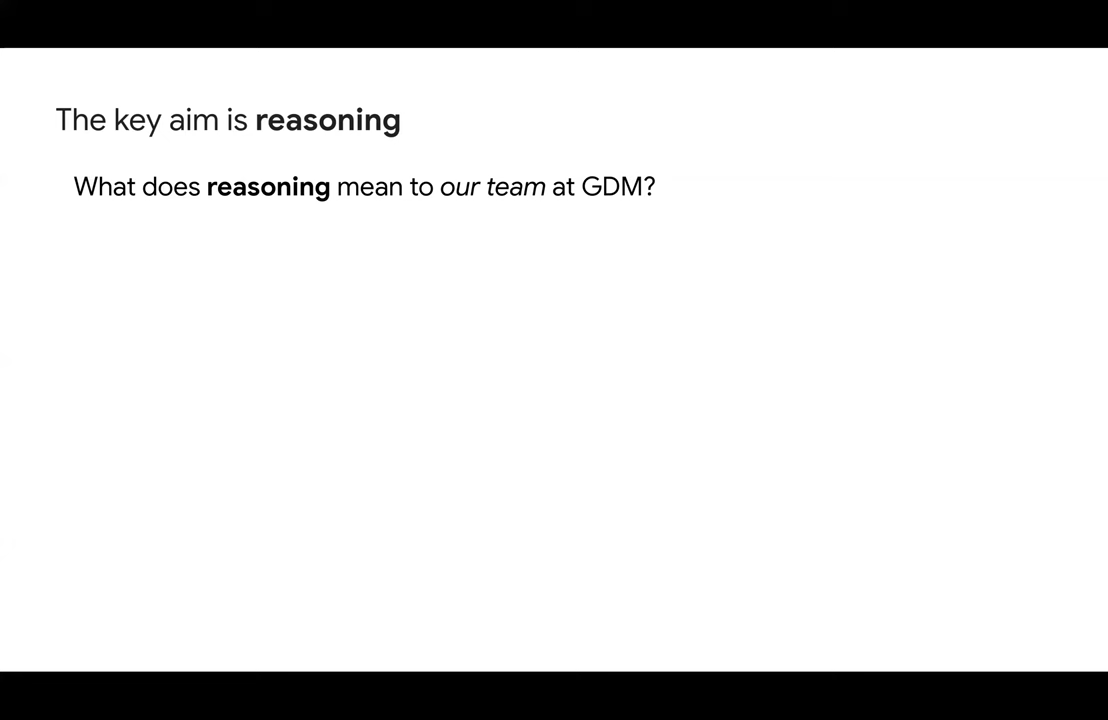 The key aim is reasoning
What does reasoning mean to our team at GDM?